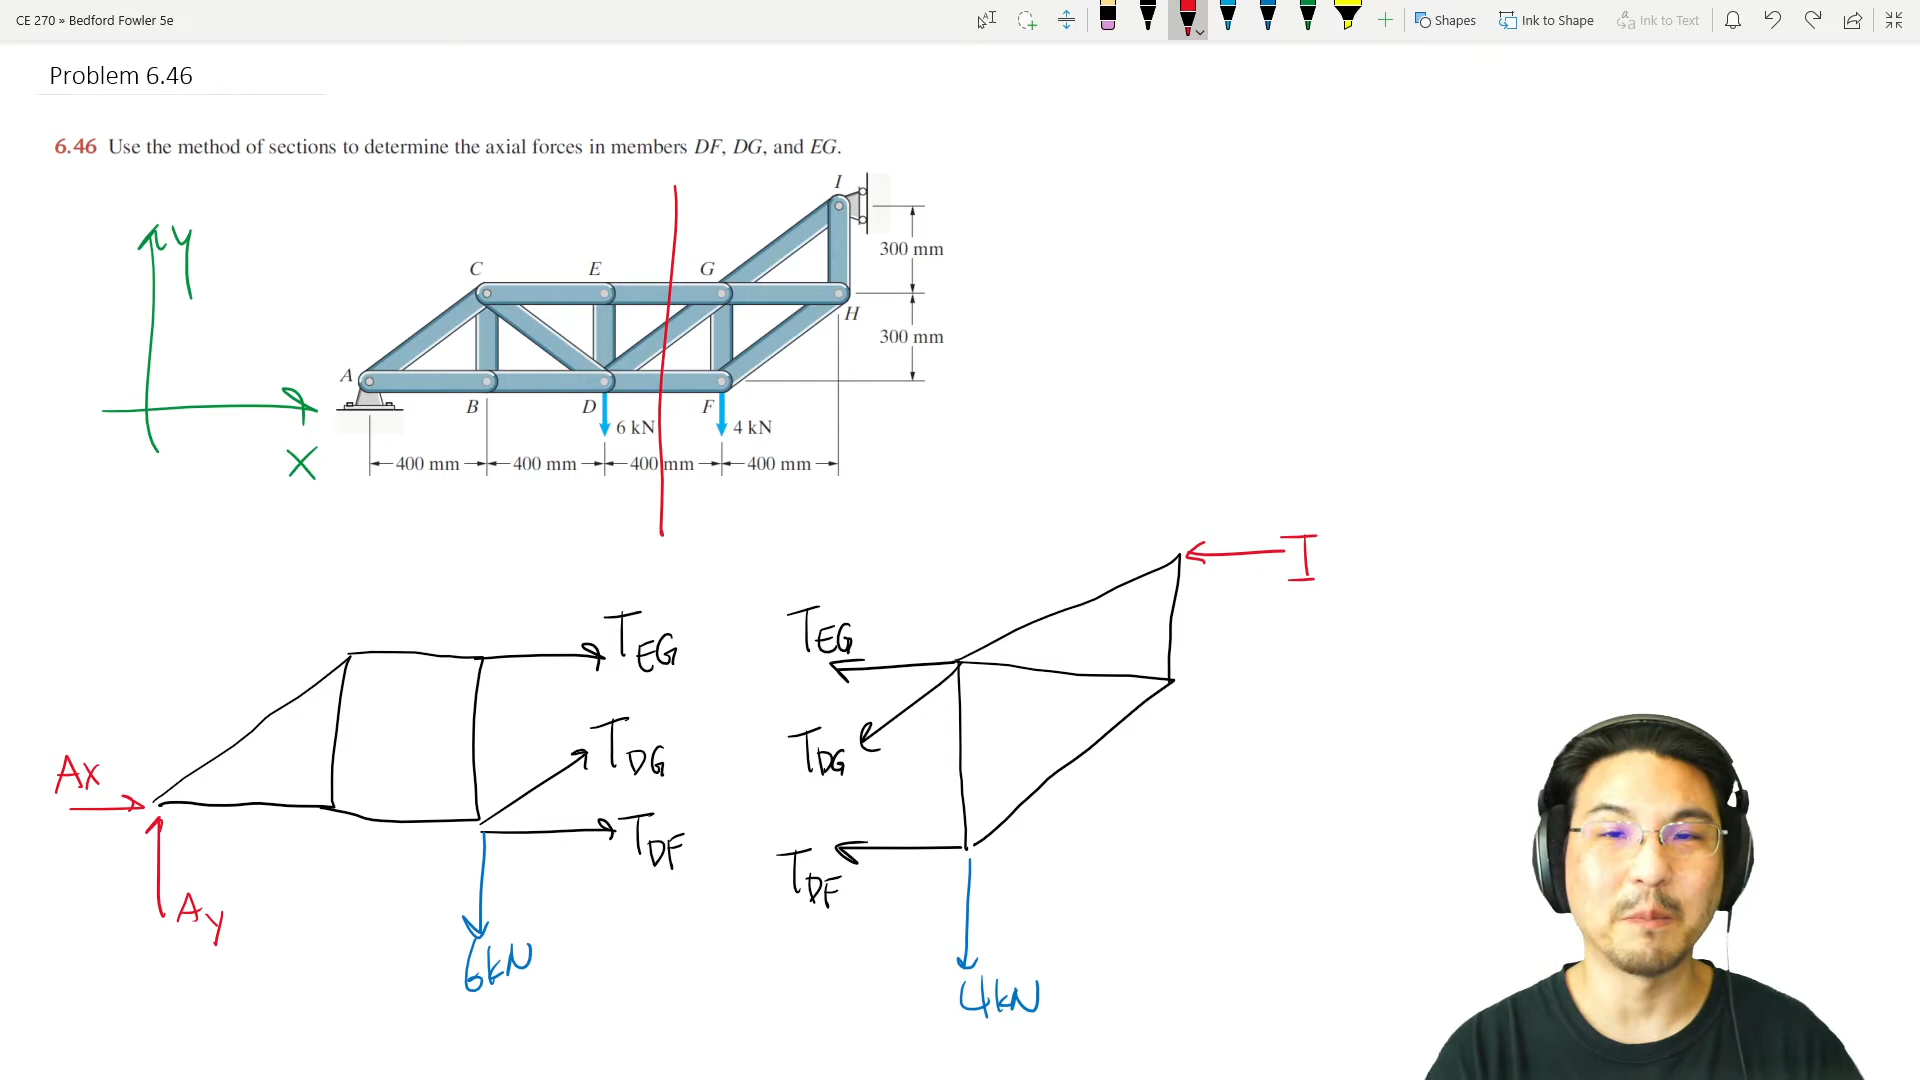 CE 270 » Bedford Fowler 5e
Shapes
Ink to Shape
Ink to Text
Problem 6.46
6.46 Use the method of sections to determine the axial forces in members DF, DG, and EG.
I
y
300 mm
C E G
H
300 mm
A
B D F
6 kN 4 kN
x
400 mm 400 mm 400 mm 400 mm
I
TEG TEG
TDG TDG
Ax
TDF TDF
Ay
6kN
4kN